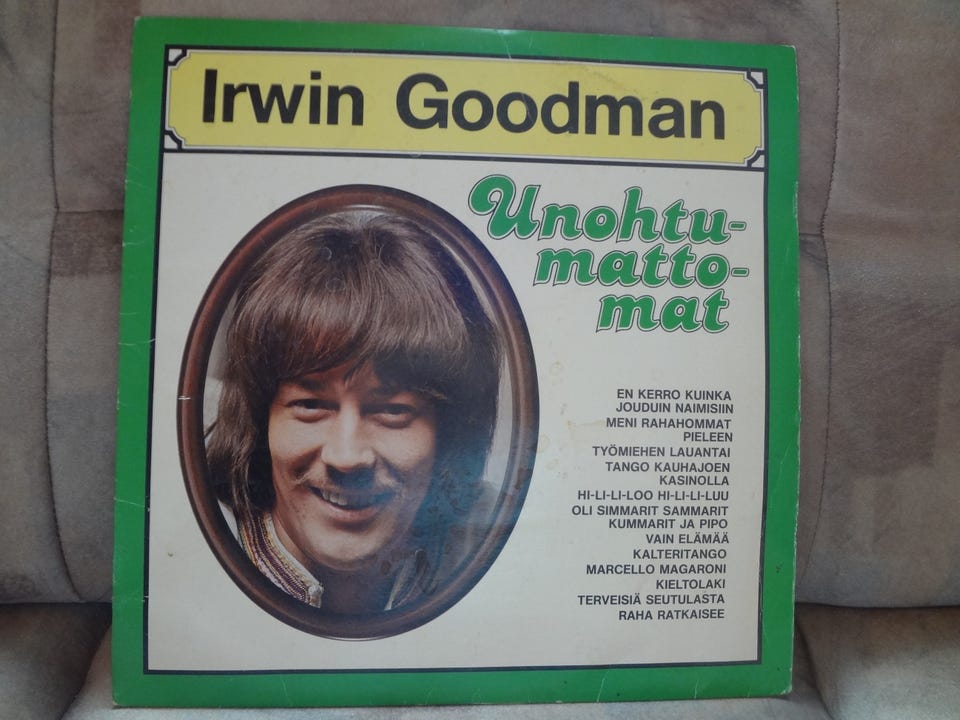 Irwin Goodman
Unohtu-
matto-
mat
EN KERRO KUINKA
JOUDUIN NAIMISIIN
MENI RAHAHOMMAT
PIELEEN
TYÖMIEHEN LAUANTAI
TANGO KAUHAJOEN
KASINOLLA
HI-LI-LI-LOO HI-LI-LI-LUU
OLI SIMMARIT SAMMARIT
KUMMARIT JA PIPO
VAIN ELÄMÄÄ
KALTERITANGO
MARCELLO MAGARONI
KIELTOLAKI
TERVEISIÄ SEUTULASTA
RAHA RATKAISEE